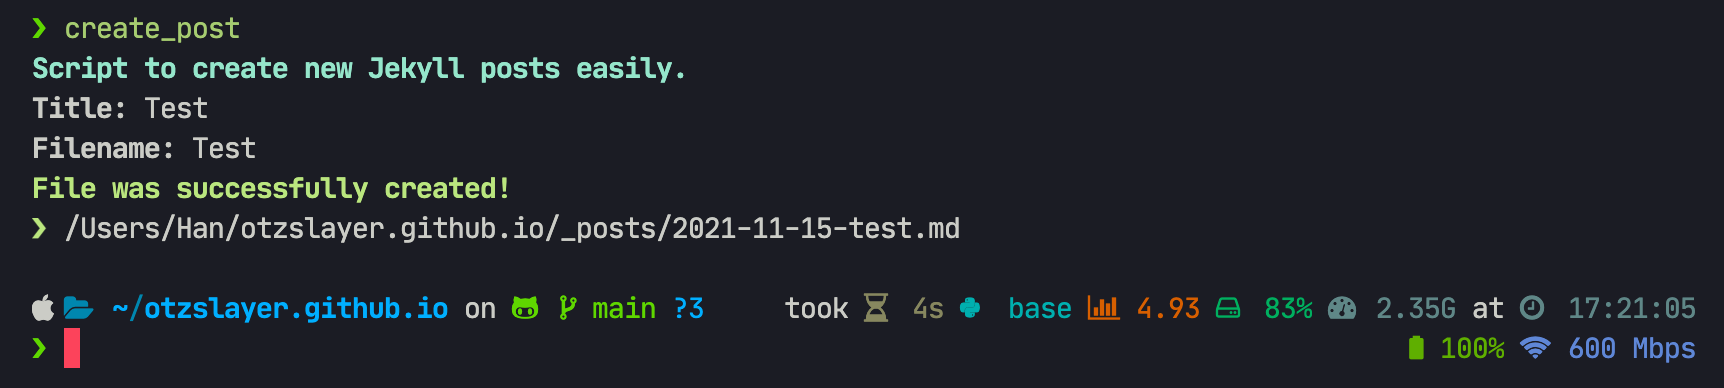 ❯ create_post
Script to create new Jekyll posts easily.
Title: Test
Filename: Test
File was successfully created!
❯ /Users/Han/otzslayer.github.io/_posts/2021-11-15-test.md
~/otzslayer.github.io on main ?3 took 4s base 4.93 83% 2.35G at 17:21:05
❯ 100% 600 Mbps